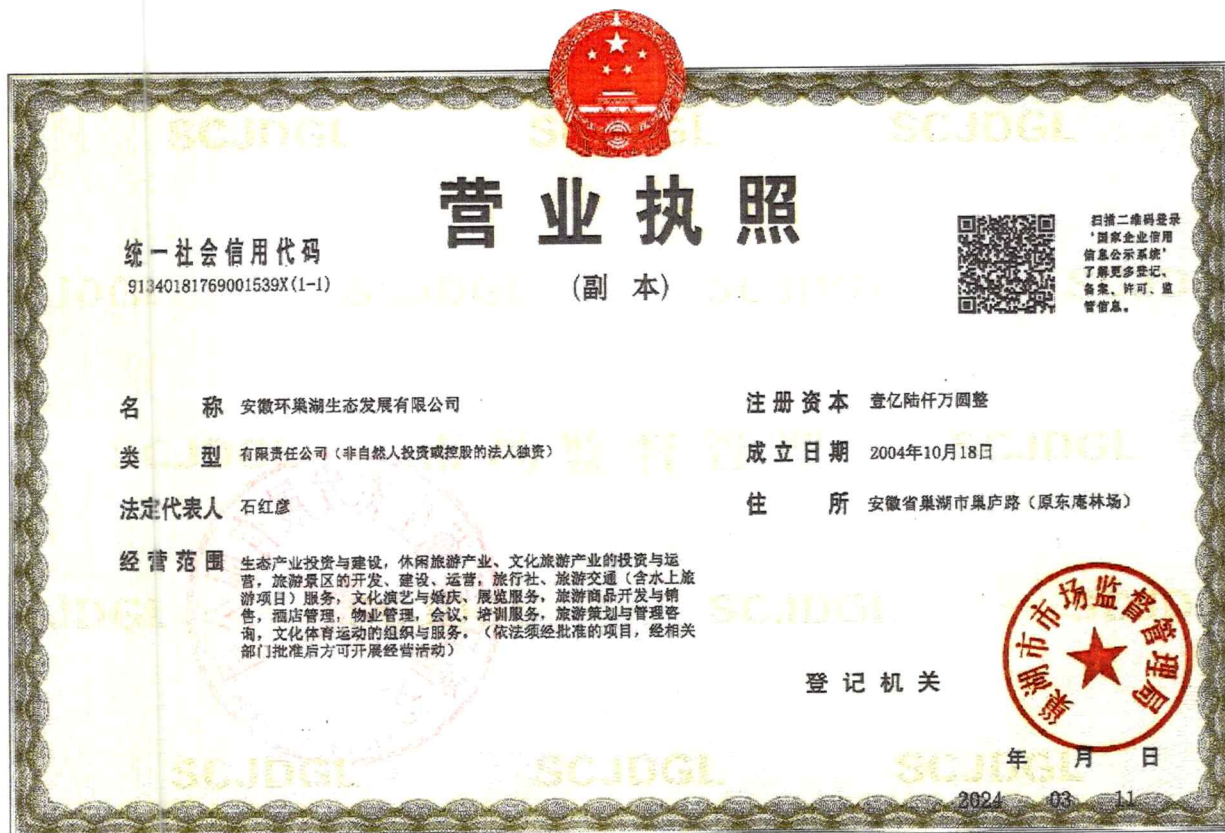 营业执照
(副 本)
统一社会信用代码
91340181769001539X(1-1)
扫描二维码登录
‘国家企业信用
信息公示系统’
了解更多登记、
备案、许可、监
管信息。
名 称 安徽环巢湖生态发展有限公司
类 型 有限责任公司（非自然人投资或控股的法人独资）
法定代表人 石红彦
经营范围 生态产业投资与建设，休闲旅游产业、文化旅游产业的投资与运
营，旅游景区的开发、建设、运营，旅行社、旅游交通（含水上旅
游项目）服务，文化演艺与婚庆、展览服务，旅游商品开发与销
售，酒店管理，物业管理，会议、培训服务，旅游策划与管理咨
询，文化体育运动的组织与服务。（依法须经批准的项目，经相关
部门批准后方可开展经营活动）
注册资本 壹亿陆仟万圆整
成立日期 2004年10月18日
住 所 安徽省巢湖市巢庐路（原东庵林场）
登记机关
巢湖市市场监督管理局
年 月 日
2024 03 11
SCJDGL